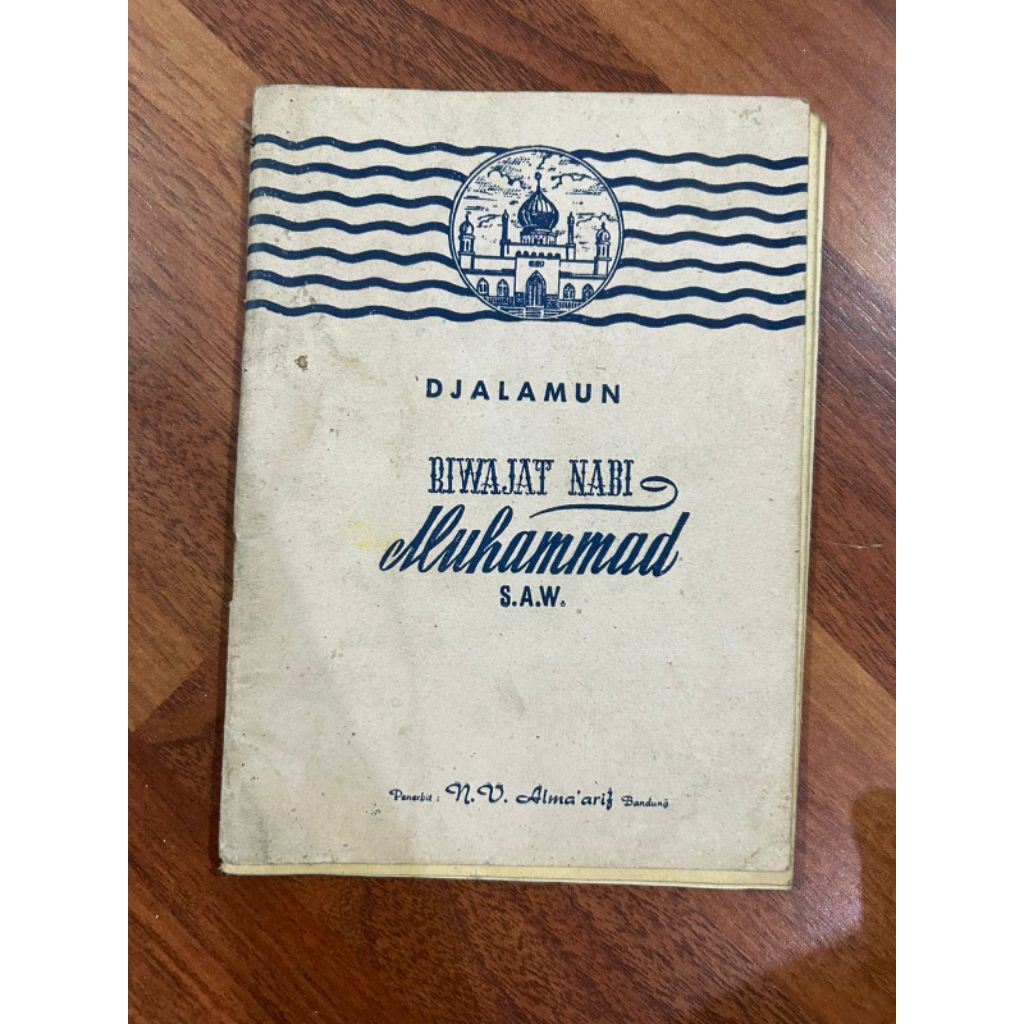 DJALAMUN
RIWAJAT NABI
Muhammad
S.A.W.
Penerbit : N.V. Alma'arif Bandung